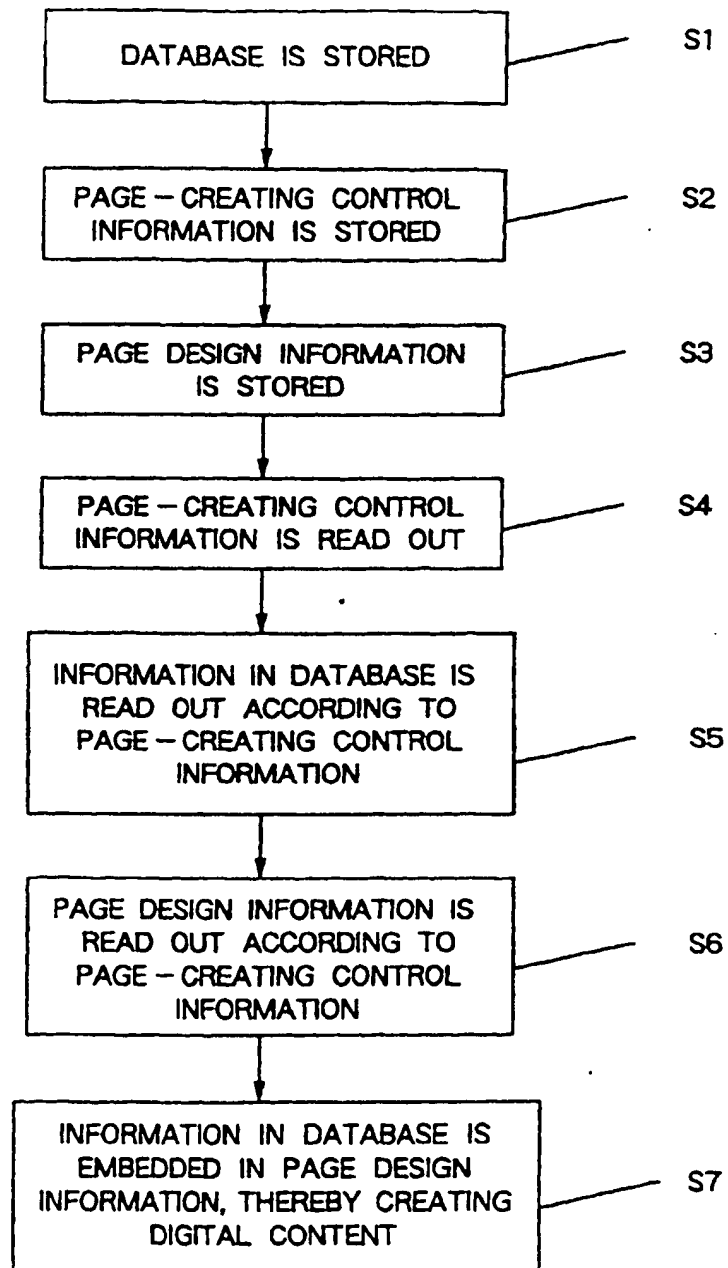 DATABASE IS STORED
S1
PAGE-CREATING CONTROL
INFORMATION IS STORED
S2
PAGE DESIGN INFORMATION
IS STORED
S3
PAGE-CREATING CONTROL
INFORMATION IS READ OUT
S4
INFORMATION IN DATABASE IS
READ OUT ACCORDING TO
PAGE-CREATING CONTROL
INFORMATION
S5
PAGE DESIGN INFORMATION IS
READ OUT ACCORDING TO
PAGE-CREATING CONTROL
INFORMATION
S6
INFORMATION IN DATABASE IS
EMBEDDED IN PAGE DESIGN
INFORMATION, THEREBY CREATING
DIGITAL CONTENT
S7